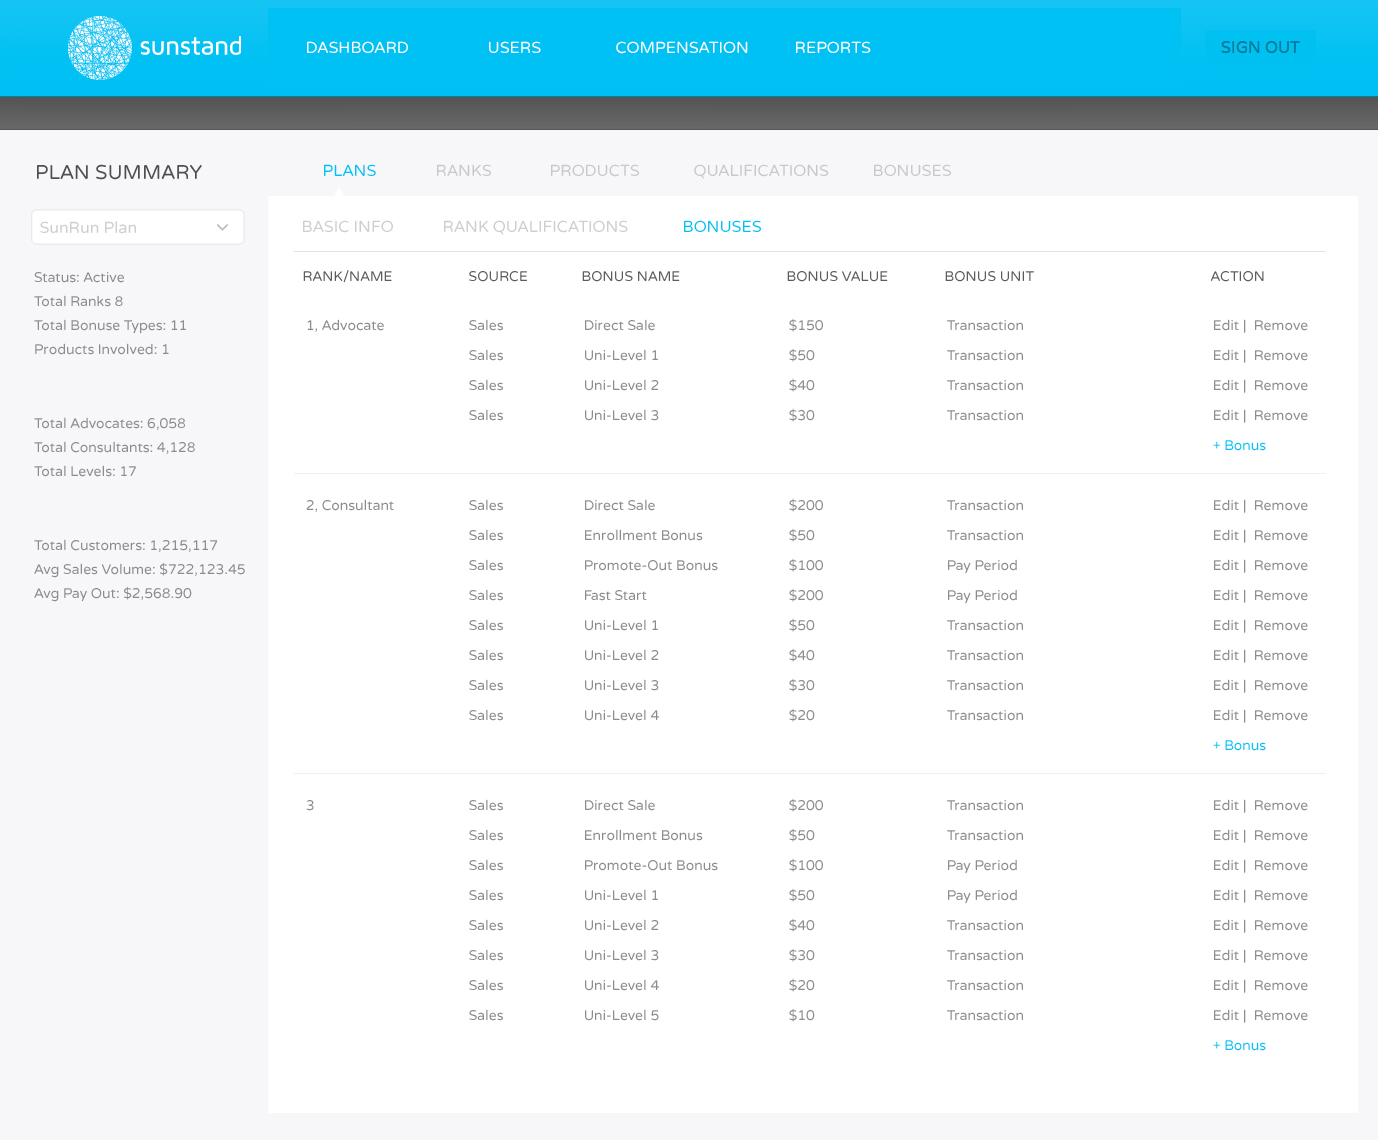 sunstand DASHBOARD USERS COMPENSATION REPORTS SIGN OUT
PLAN SUMMARY
SunRun Plan
Status: Active
Total Ranks 8
Total Bonuse Types: 11
Products Involved: 1
Total Advocates: 6,058
Total Consultants: 4,128
Total Levels: 17
Total Customers: 1,215,117
Avg Sales Volume: $722,123.45
Avg Pay Out: $2,568.90
PLANS RANKS PRODUCTS QUALIFICATIONS BONUSES
BASIC INFO RANK QUALIFICATIONS BONUSES
RANK/NAME SOURCE BONUS NAME BONUS VALUE BONUS UNIT ACTION
1, Advocate Sales Direct Sale $150 Transaction Edit | Remove
Sales Uni-Level 1 $50 Transaction Edit | Remove
Sales Uni-Level 2 $40 Transaction Edit | Remove
Sales Uni-Level 3 $30 Transaction Edit | Remove
+ Bonus
2, Consultant Sales Direct Sale $200 Transaction Edit | Remove
Sales Enrollment Bonus $50 Transaction Edit | Remove
Sales Promote-Out Bonus $100 Pay Period Edit | Remove
Sales Fast Start $200 Pay Period Edit | Remove
Sales Uni-Level 1 $50 Transaction Edit | Remove
Sales Uni-Level 2 $40 Transaction Edit | Remove
Sales Uni-Level 3 $30 Transaction Edit | Remove
Sales Uni-Level 4 $20 Transaction Edit | Remove
+ Bonus
3 Sales Direct Sale $200 Transaction Edit | Remove
Sales Enrollment Bonus $50 Transaction Edit | Remove
Sales Promote-Out Bonus $100 Pay Period Edit | Remove
Sales Uni-Level 1 $50 Pay Period Edit | Remove
Sales Uni-Level 2 $40 Transaction Edit | Remove
Sales Uni-Level 3 $30 Transaction Edit | Remove
Sales Uni-Level 4 $20 Transaction Edit | Remove
Sales Uni-Level 5 $10 Transaction Edit | Remove
+ Bonus